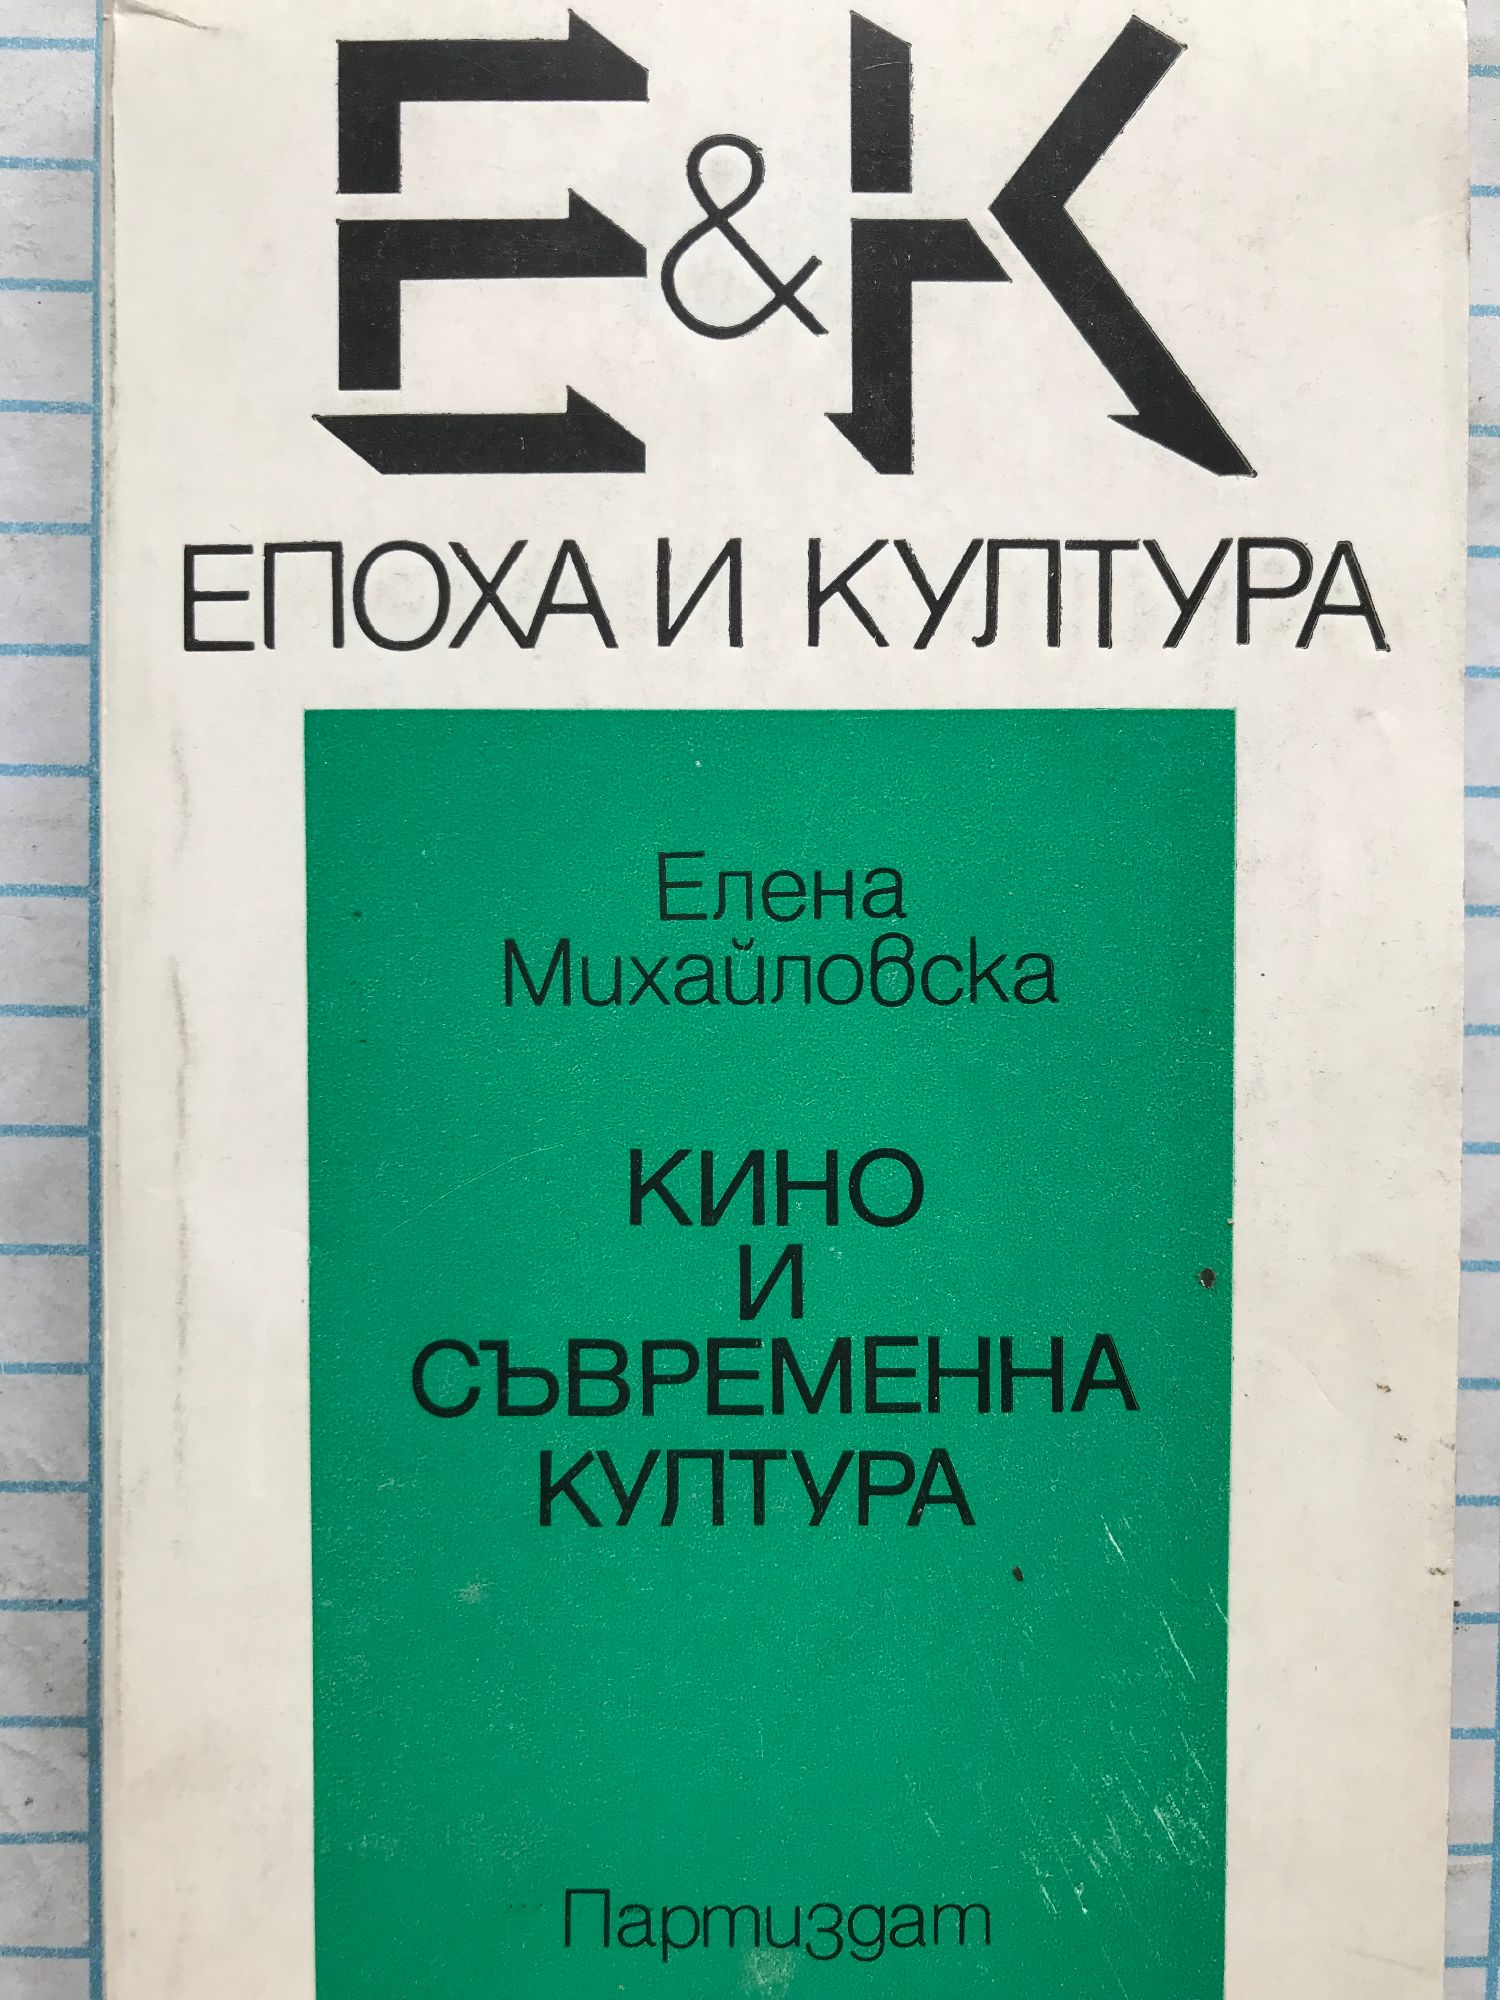 E&K
ЕПОХА И КУЛТУРА
Елена
Михайловска
КИНО
И
СЪВРЕМЕННА
КУЛТУРА
Партиздат